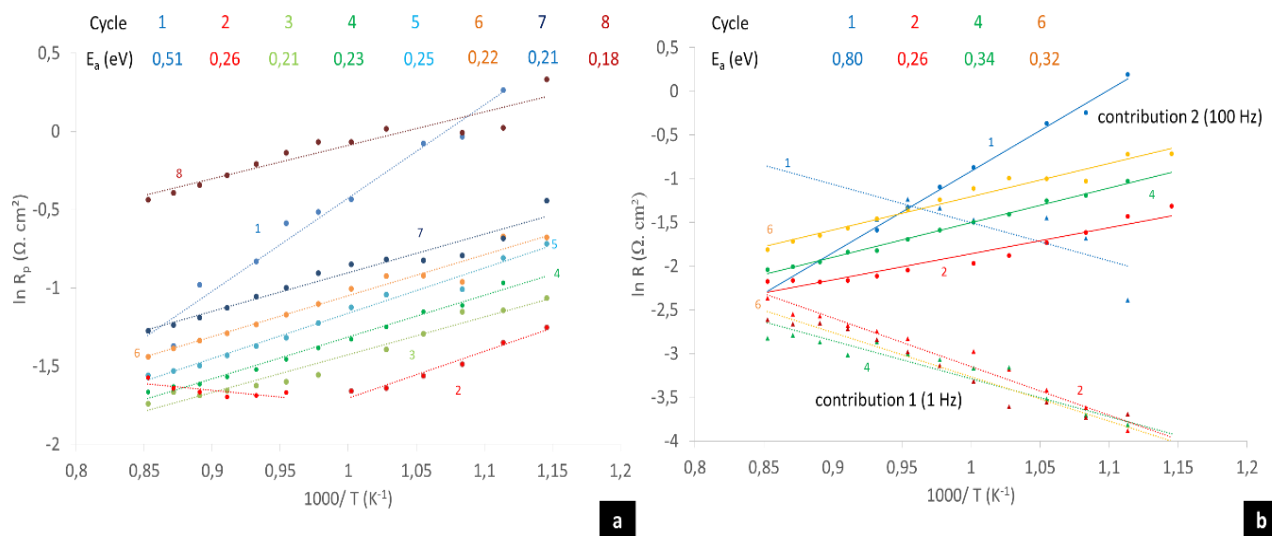 Cycle 1 2 3 4 5 6 7 8
Ea (eV) 0,51 0,26 0,21 0,23 0,25 0,22 0,21 0,18
0,5
0
-0,5
-1
-1,5
-2
ln Rp (Ω. cm²)
8
1
7
5
4
6
3
2
0,8 0,85 0,9 0,95 1 1,05 1,1 1,15 1,2
1000/ T (K-1)
a
Cycle 1 2 4 6
Ea (eV) 0,80 0,26 0,34 0,32
0,5
0
-0,5
-1
-1,5
-2
-2,5
-3
-3,5
-4
ln R (Ω. cm²)
contribution 2 (100 Hz)
1
1
4
6
2
6
4
2
contribution 1 (1 Hz)
0,8 0,85 0,9 0,95 1 1,05 1,1 1,15 1,2
1000/ T (K-1)
b